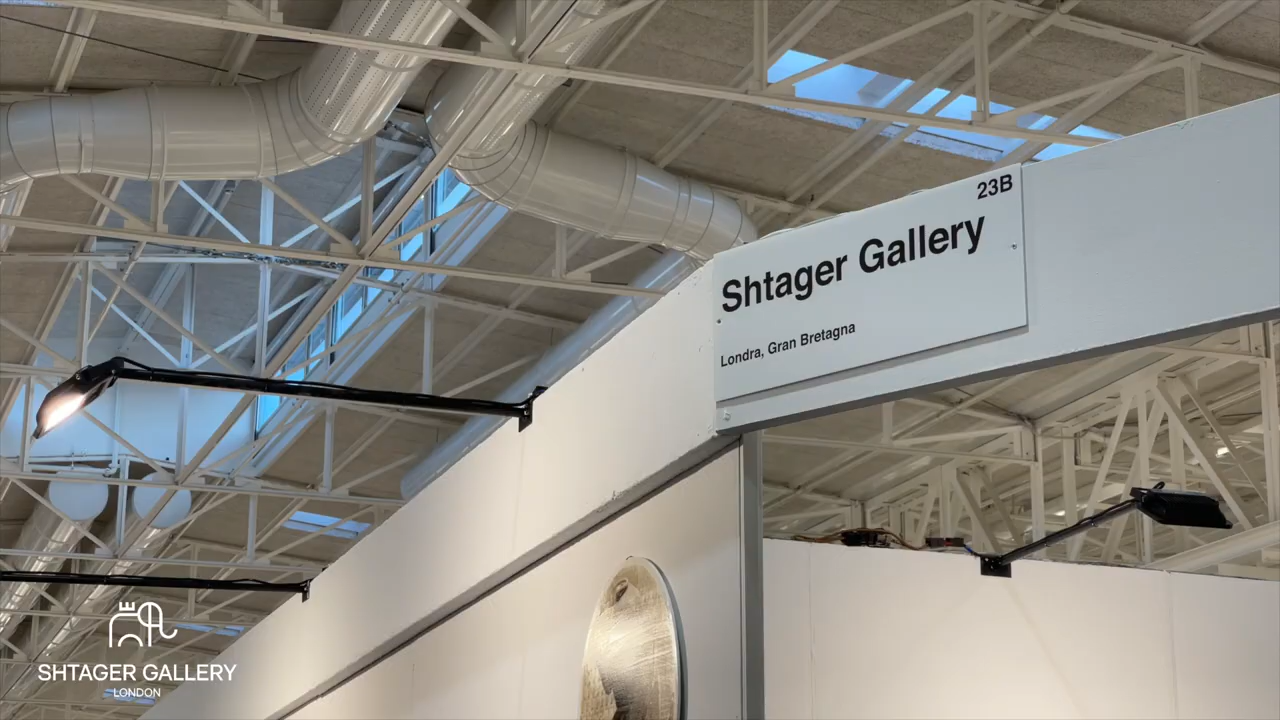 23B
Shtager Gallery
Londra, Gran Bretagna
SHTAGER GALLERY
LONDON